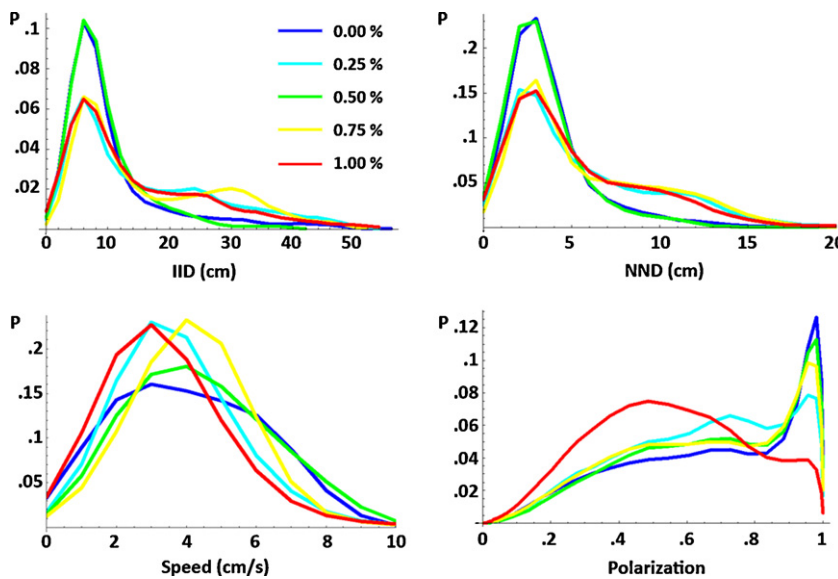 P
.1
.08
.06
.04
.02
0 10 20 30 40 50
IID (cm)
0.00 %
0.25 %
0.50 %
0.75 %
1.00 %
P
.2
.15
.1
.05
0 5 10 15 20
NND (cm)
P
.2
.15
.1
.05
0 2 4 6 8 10
Speed (cm/s)
P
.12
.1
.08
.06
.04
.02
0 .2 .4 .6 .8 1
Polarization